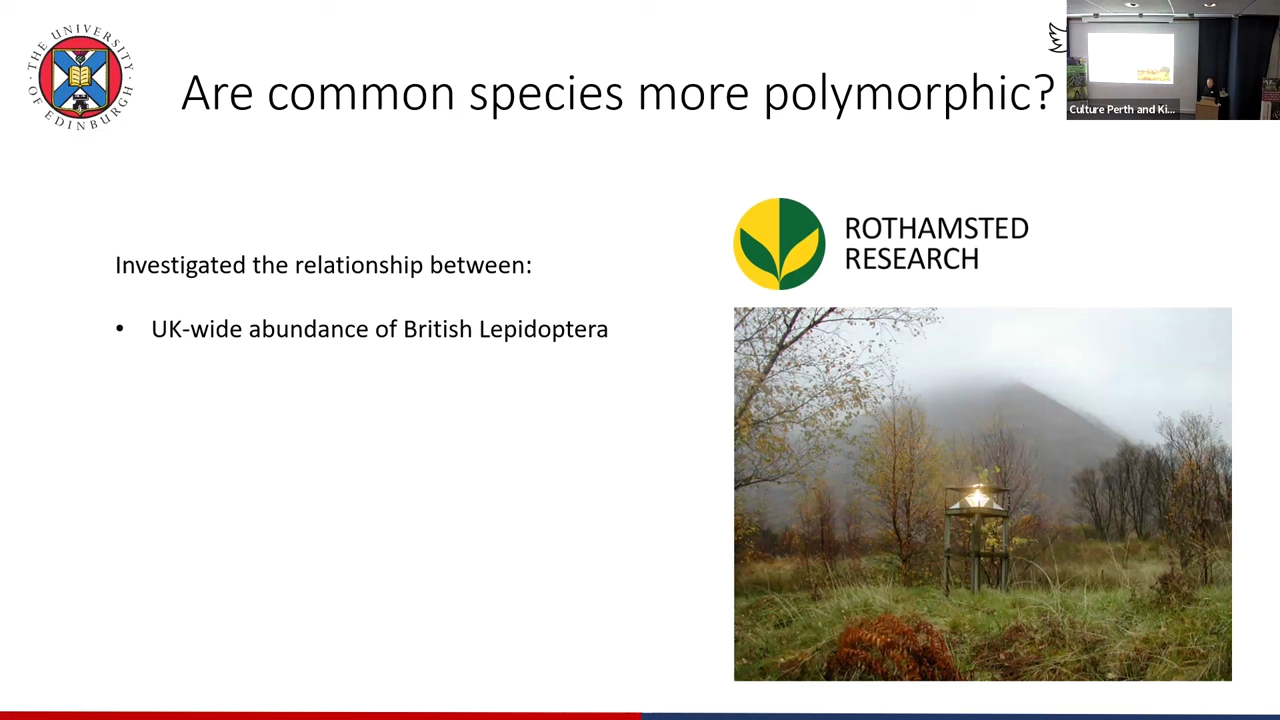 THE UNIVERSITY OF EDINBURGH
Are common species more polymorphic?
Culture Perth and Ki...
ROTHAMSTED
RESEARCH
Investigated the relationship between:
• UK-wide abundance of British Lepidoptera